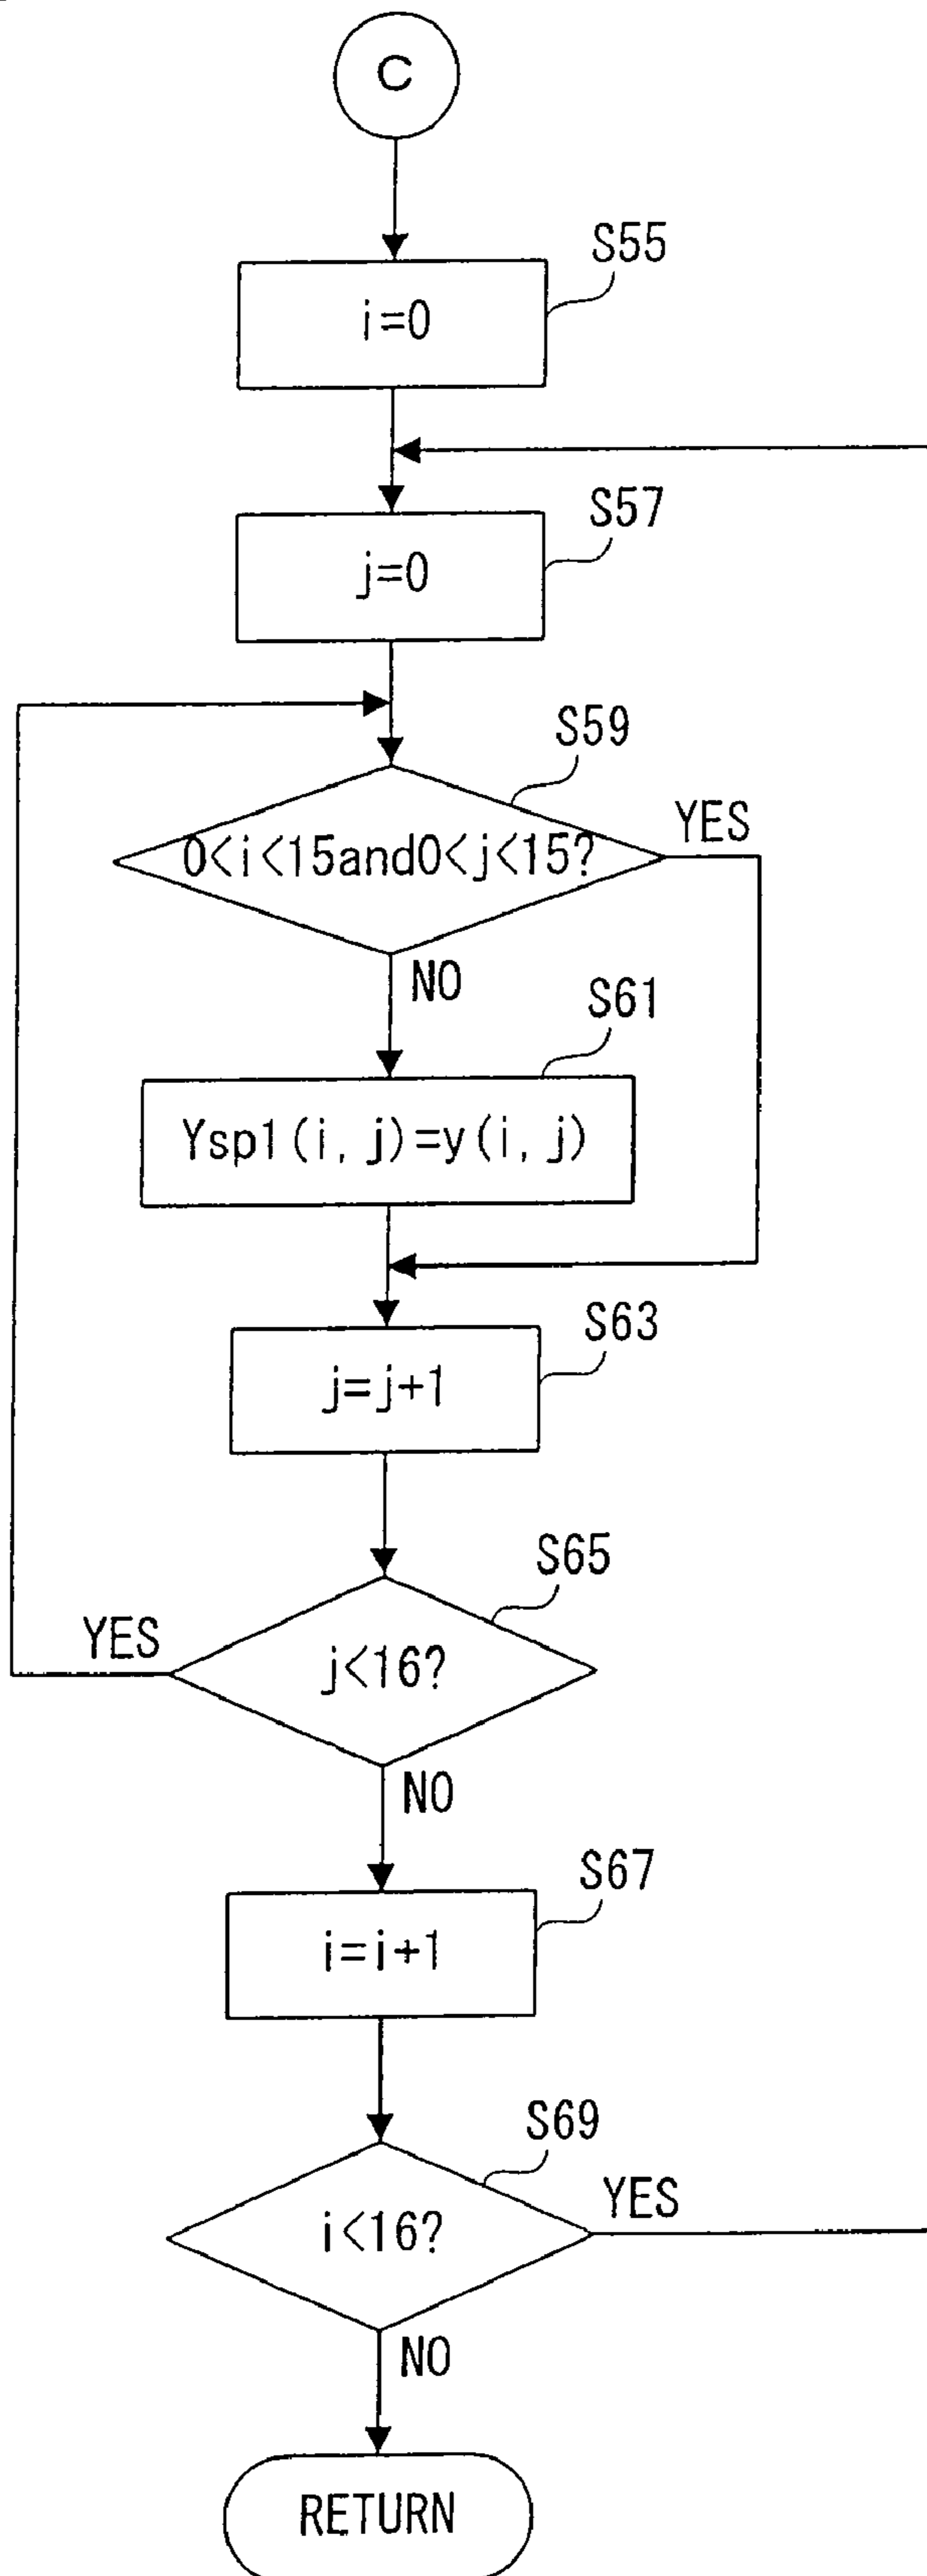 C
S55
i=0
S57
j=0
S59
0<i<15and0<j<15?
YES
NO
S61
Ysp1(i, j)=y(i, j)
S63
j=j+1
S65
YES
j<16?
NO
S67
i=i+1
S69
i<16?
YES
NO
RETURN